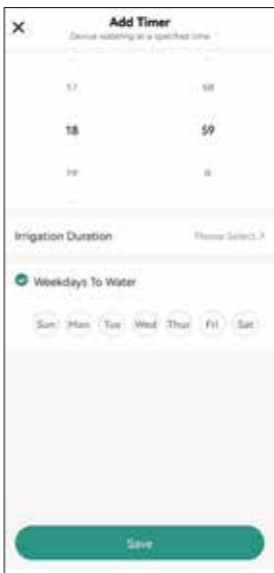 Add Timer
Device watering at a specified time
17 58
18 59
19 0
Irrigation Duration Please Select >
Weekdays To Water
Sun Mon Tue Wed Thur Fri Sat
Save